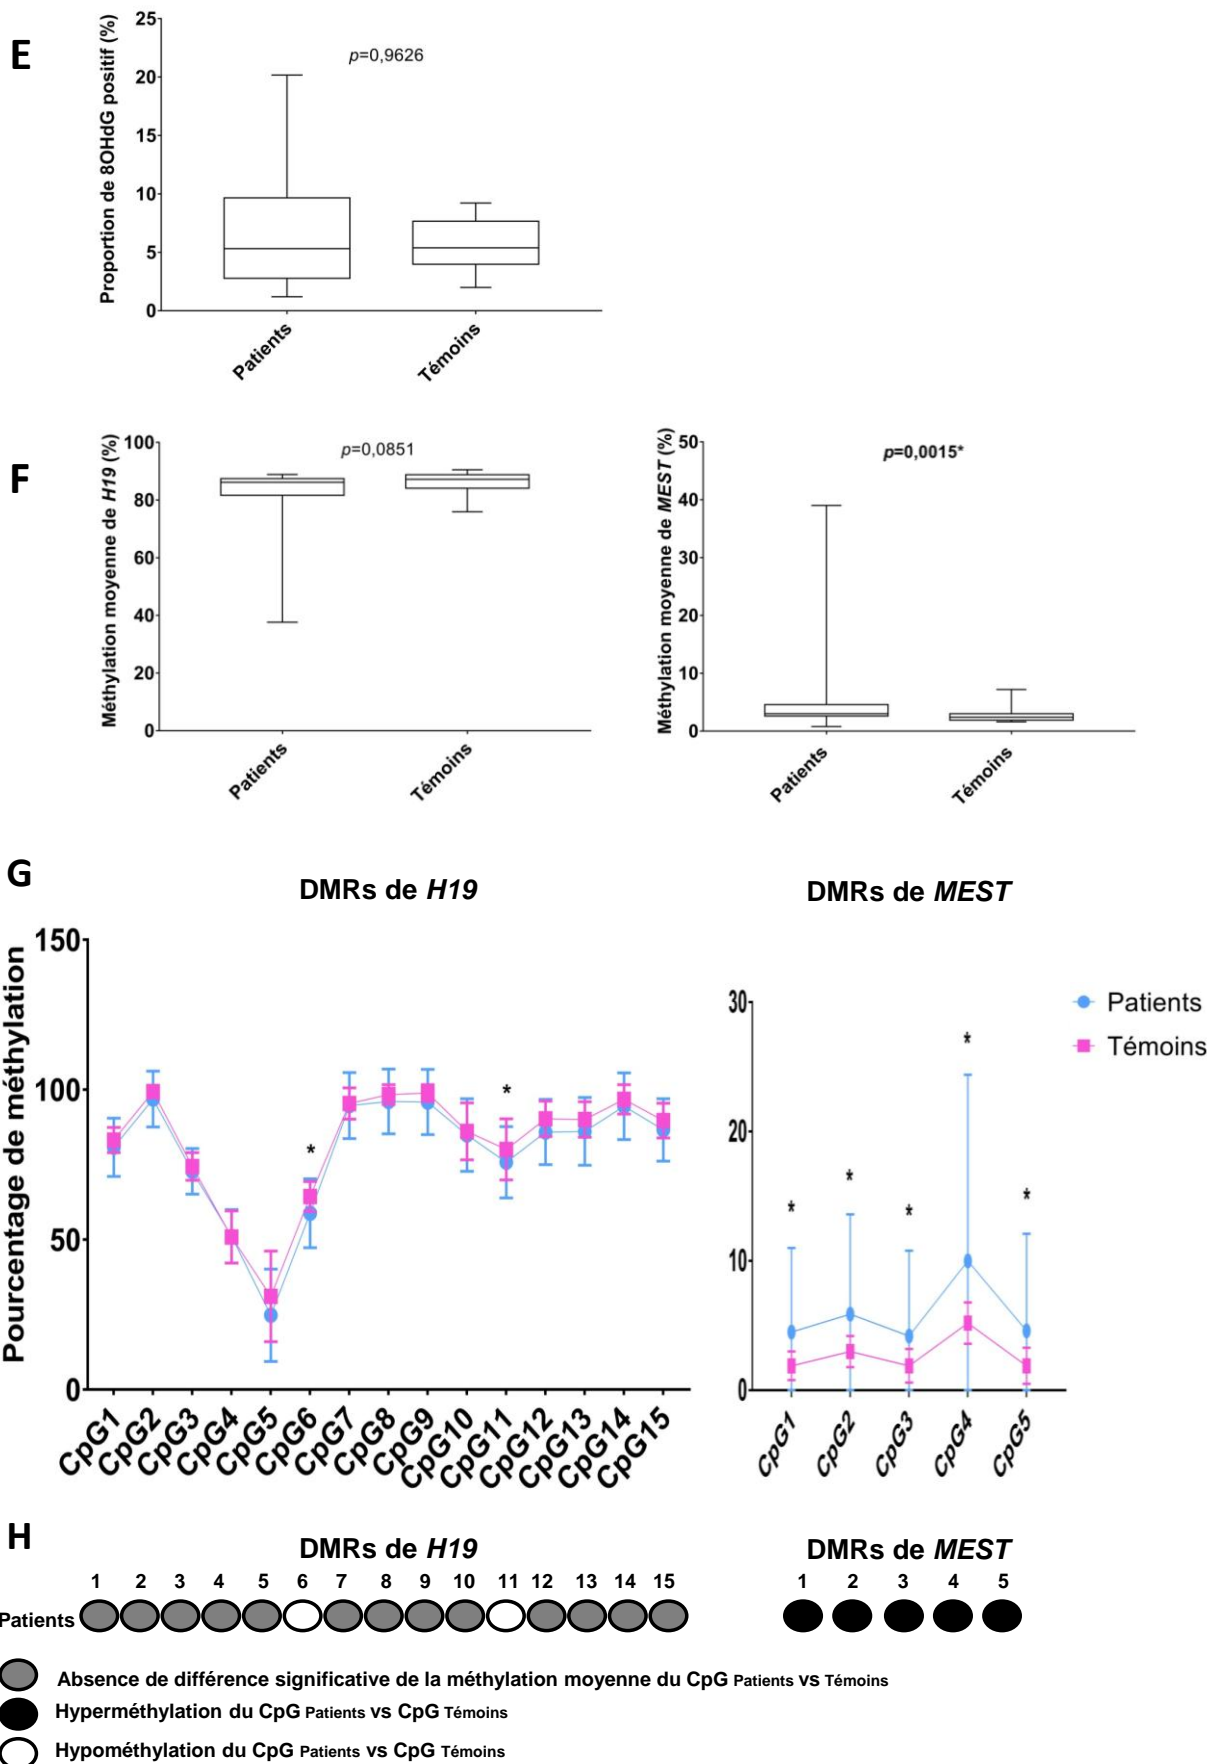 E
Proportion de 8OHdG positif (%)
25
20
15
10
5
0
p=0,9626
Patients
Témoins
F
Méthylation moyenne de H19 (%)
100
80
60
40
20
0
p=0,0851
Patients
Témoins
Méthylation moyenne de MEST (%)
50
40
30
20
10
0
p=0,0015*
Patients
Témoins
G
DMRs de H19
Pourcentage de méthylation
150
100
50
0
*
*
CpG1
CpG2
CpG3
CpG4
CpG5
CpG6
CpG7
CpG8
CpG9
CpG10
CpG11
CpG12
CpG13
CpG14
CpG15
DMRs de MEST
30
20
10
0
*
*
*
*
*
CpG1
CpG2
CpG3
CpG4
CpG5
Patients
Témoins
H
DMRs de H19
1 2 3 4 5 6 7 8 9 10 11 12 13 14 15
Patients
DMRs de MEST
1 2 3 4 5
Absence de différence significative de la méthylation moyenne du CpG Patients vs Témoins
Hyperméthylation du CpG Patients vs CpG Témoins
Hypométhylation du CpG Patients vs CpG Témoins